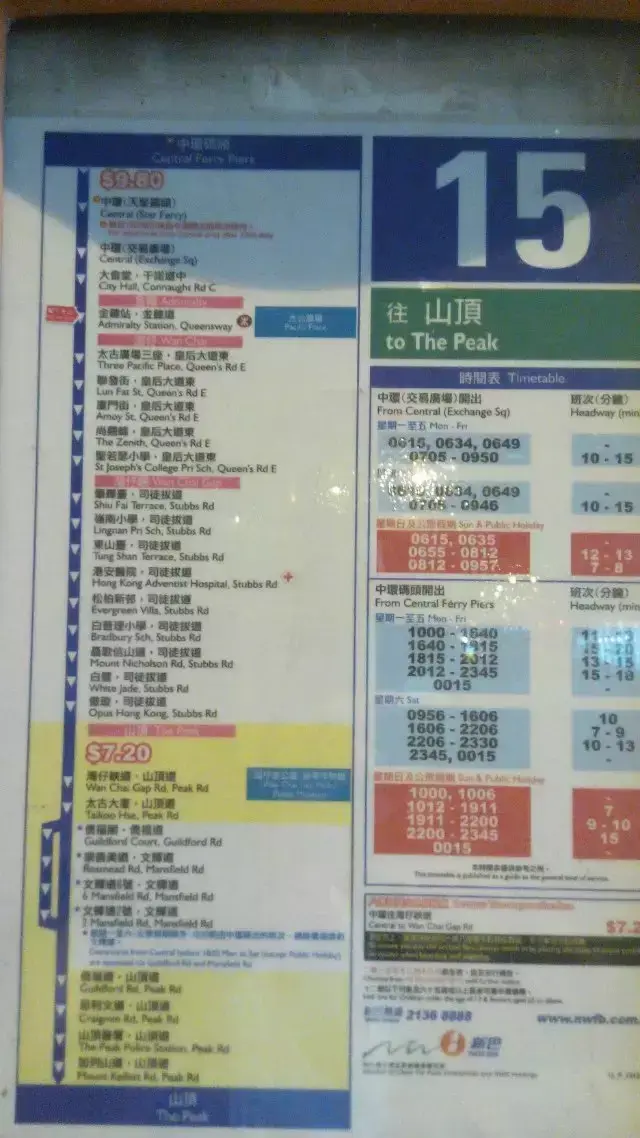 中環碼頭
Central Ferry Piers
$9.80
中環(天星碼頭)
Central (Star Ferry)
中環(交易廣場)
Central (Exchange Sq)
大會堂,干諾道中
City Hall, Connaught Rd C
金鐘 Admiralty
金鐘站,金鐘道
Admiralty Station, Queensway
太古廣場
Pacific Place
灣仔 Wan Chai
太古廣場三座,皇后大道東
Three Pacific Place, Queen's Rd E
聯發街,皇后大道東
Lun Fat St, Queen's Rd E
廈門街,皇后大道東
Amoy St, Queen's Rd E
尚翹峰,皇后大道東
The Zenith, Queen's Rd E
聖若瑟小學,皇后大道東
St Joseph's College Pri Sch, Queen's Rd E
灣仔峽 Wan Chai Gap
肇輝臺,司徒拔道
Shiu Fai Terrace, Stubbs Rd
嶺南小學,司徒拔道
Lingnan Pri Sch, Stubbs Rd
東山臺,司徒拔道
Tung Shan Terrace, Stubbs Rd
港安醫院,司徒拔道
Hong Kong Adventist Hospital, Stubbs Rd
松柏新邨,司徒拔道
Evergreen Villa, Stubbs Rd
白普理小學,司徒拔道
Bradbury Sch, Stubbs Rd
聶歌信山道,司徒拔道
Mount Nicholson Rd, Stubbs Rd
白璧,司徒拔道
White Jade, Stubbs Rd
傲璇,司徒拔道
Opus Hong Kong, Stubbs Rd
山頂 The Peak
$7.20
灣仔峽道,山頂道
Wan Chai Gap Rd, Peak Rd
太古大廈,山頂道
Taikoo Hse, Peak Rd
*僑福閣,僑福道
Guildford Court, Guildford Rd
Rosmead Rd, Mansfield Rd
*文輝道6號,文輝道
6 Mansfield Rd, Mansfield Rd
*文輝道2號,文輝道
2 Mansfield Rd, Mansfield Rd
僑福道,山頂道
Guildford Rd, Peak Rd
忌利文道,山頂道
Craigmin Rd, Peak Rd
山頂警署,山頂道
The Peak Police Station, Peak Rd
加列山道,山頂道
Mount Kellett Rd, Peak Rd
山頂
The Peak
15
往 山頂
to The Peak
時間表 Timetable
中環(交易廣場)開出 班次(分鐘)
From Central (Exchange Sq) Headway (min
星期一至五 Mon - Fri
0615, 0634, 0649 -
0705 - 0950 10 - 15
0634, 0649 -
0705 - 0946 10 - 15
星期日及公眾假期 Sun & Public Holiday
0615, 0635 -
0655 - 0812 12 - 13
0812 - 0957 7 - 8
中環碼頭開出 班次(分鐘)
From Central Ferry Piers Headway (min
星期一至五 Mon - Fri
1000 - 1640
1640 - 1815
1815 - 2012 13 - 15
2012 - 2345 15 - 18
0015 -
星期六 Sat
0956 - 1606 10
1606 - 2206 7 - 9
2206 - 2330 10 - 13
2345, 0015 -
星期日及公眾假期 Sun & Public Holiday
1000, 1006 -
1012 - 1911 7
1911 - 2200 9 - 10
2200 - 2345 15
0015 -
中環往灣仔峽道
Central to Wan Chai Gap Rd
$7.2
2136 8888
www.nwfb.com
新巴